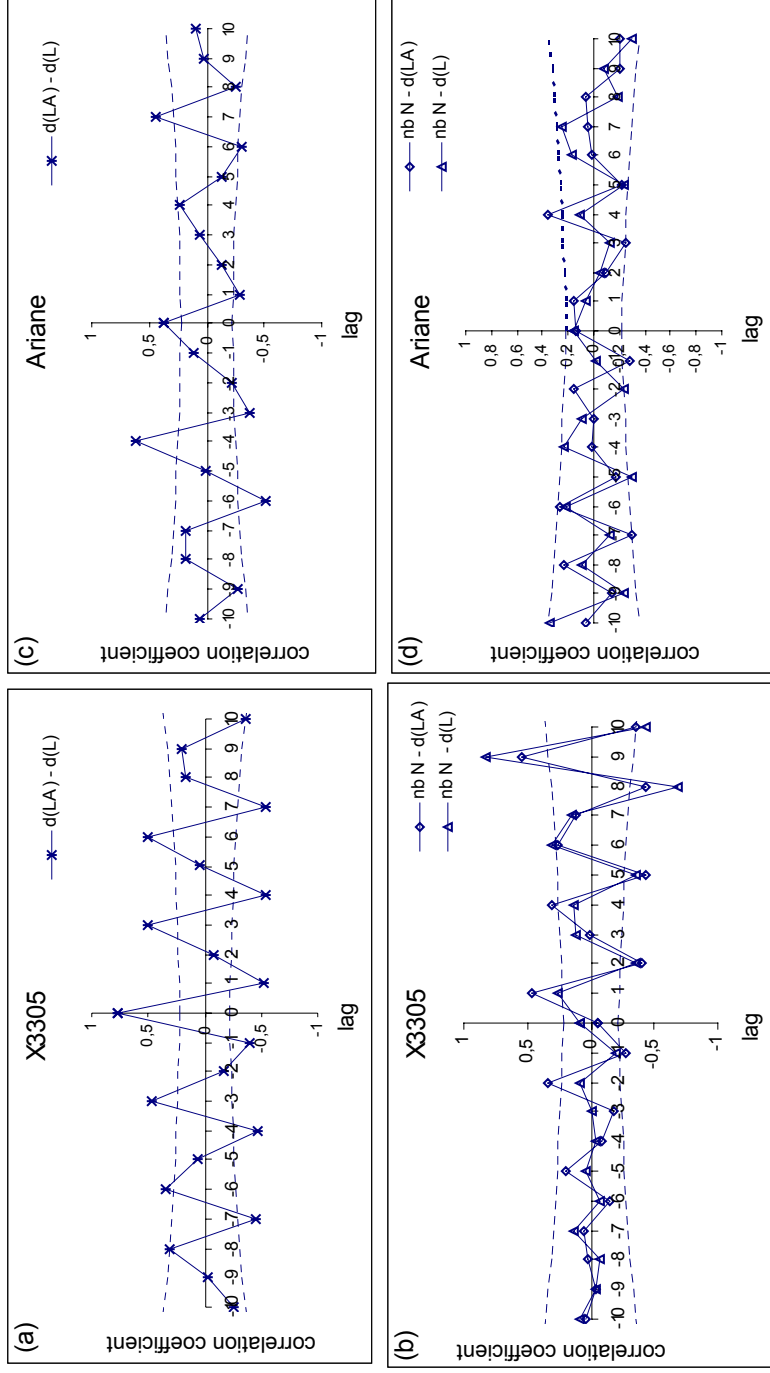 (a)
X3305
d(LA) - d(L)
correlation coefficient
1
0,5
0
-0,5
-1
-10 -9 -8 -7 -6 -5 -4 -3 -2 -1 0 1 2 3 4 5 6 7 8 9 10
lag
(c)
Ariane
d(LA) - d(L)
correlation coefficient
1
0,5
0
-0,5
-1
-10 -9 -8 -7 -6 -5 -4 -3 -2 -1 0 1 2 3 4 5 6 7 8 9 10
lag
(b)
X3305
nb N - d(LA)
nb N - d(L)
correlation coefficient
1
0,5
0
-0,5
-1
-10 -9 -8 -7 -6 -5 -4 -3 -2 -1 0 1 2 3 4 5 6 7 8 9 10
lag
(d)
Ariane
nb N - d(LA)
nb N - d(L)
correlation coefficient
1
0,8
0,6
0,4
0,2
0
-0,2
-0,4
-0,6
-0,8
-1
-10 -9 -8 -7 -6 -5 -4 -3 -2 -1 0 1 2 3 4 5 6 7 8 9 10
lag